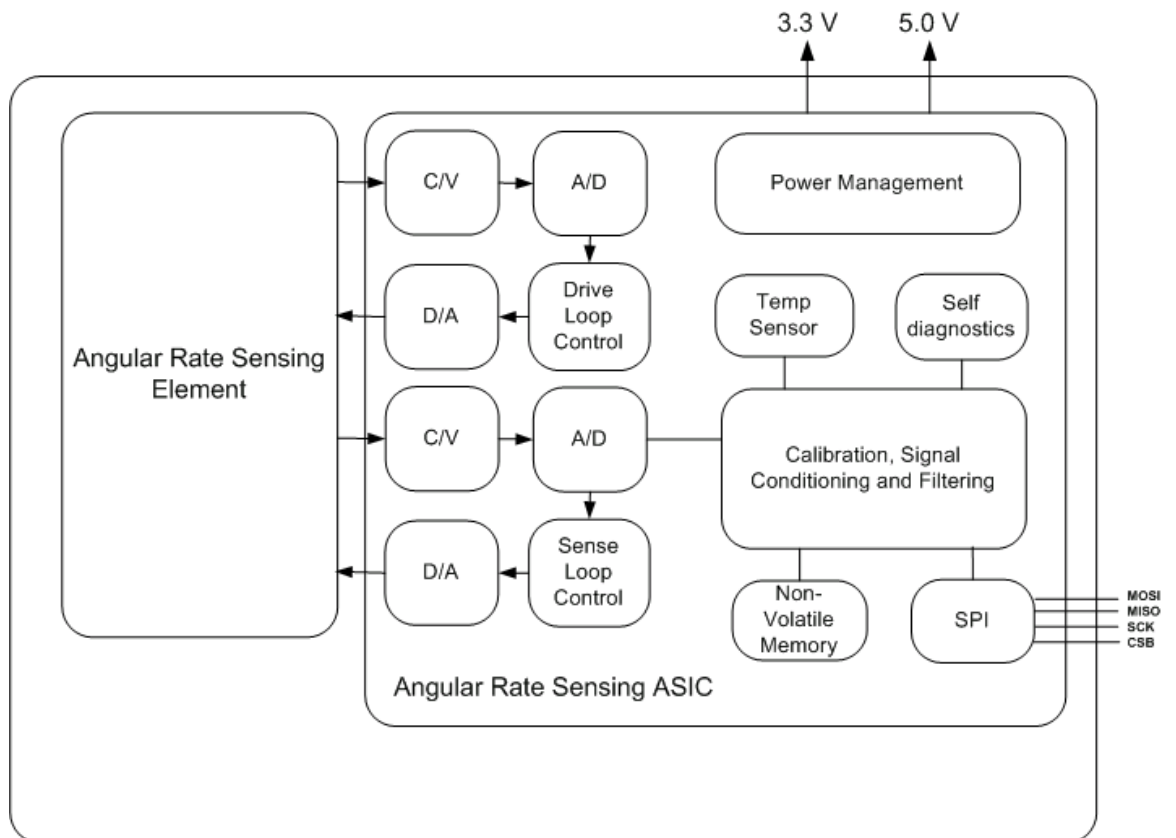 3.3 V
5.0 V
C/V
A/D
Power Management
D/A
Drive
Loop
Control
Temp
Sensor
Self
diagnostics
Angular Rate Sensing
Element
C/V
A/D
Calibration, Signal
Conditioning and Filtering
D/A
Sense
Loop
Control
Non-
Volatile
Memory
SPI
MOSI
MISO
SCK
CSB
Angular Rate Sensing ASIC